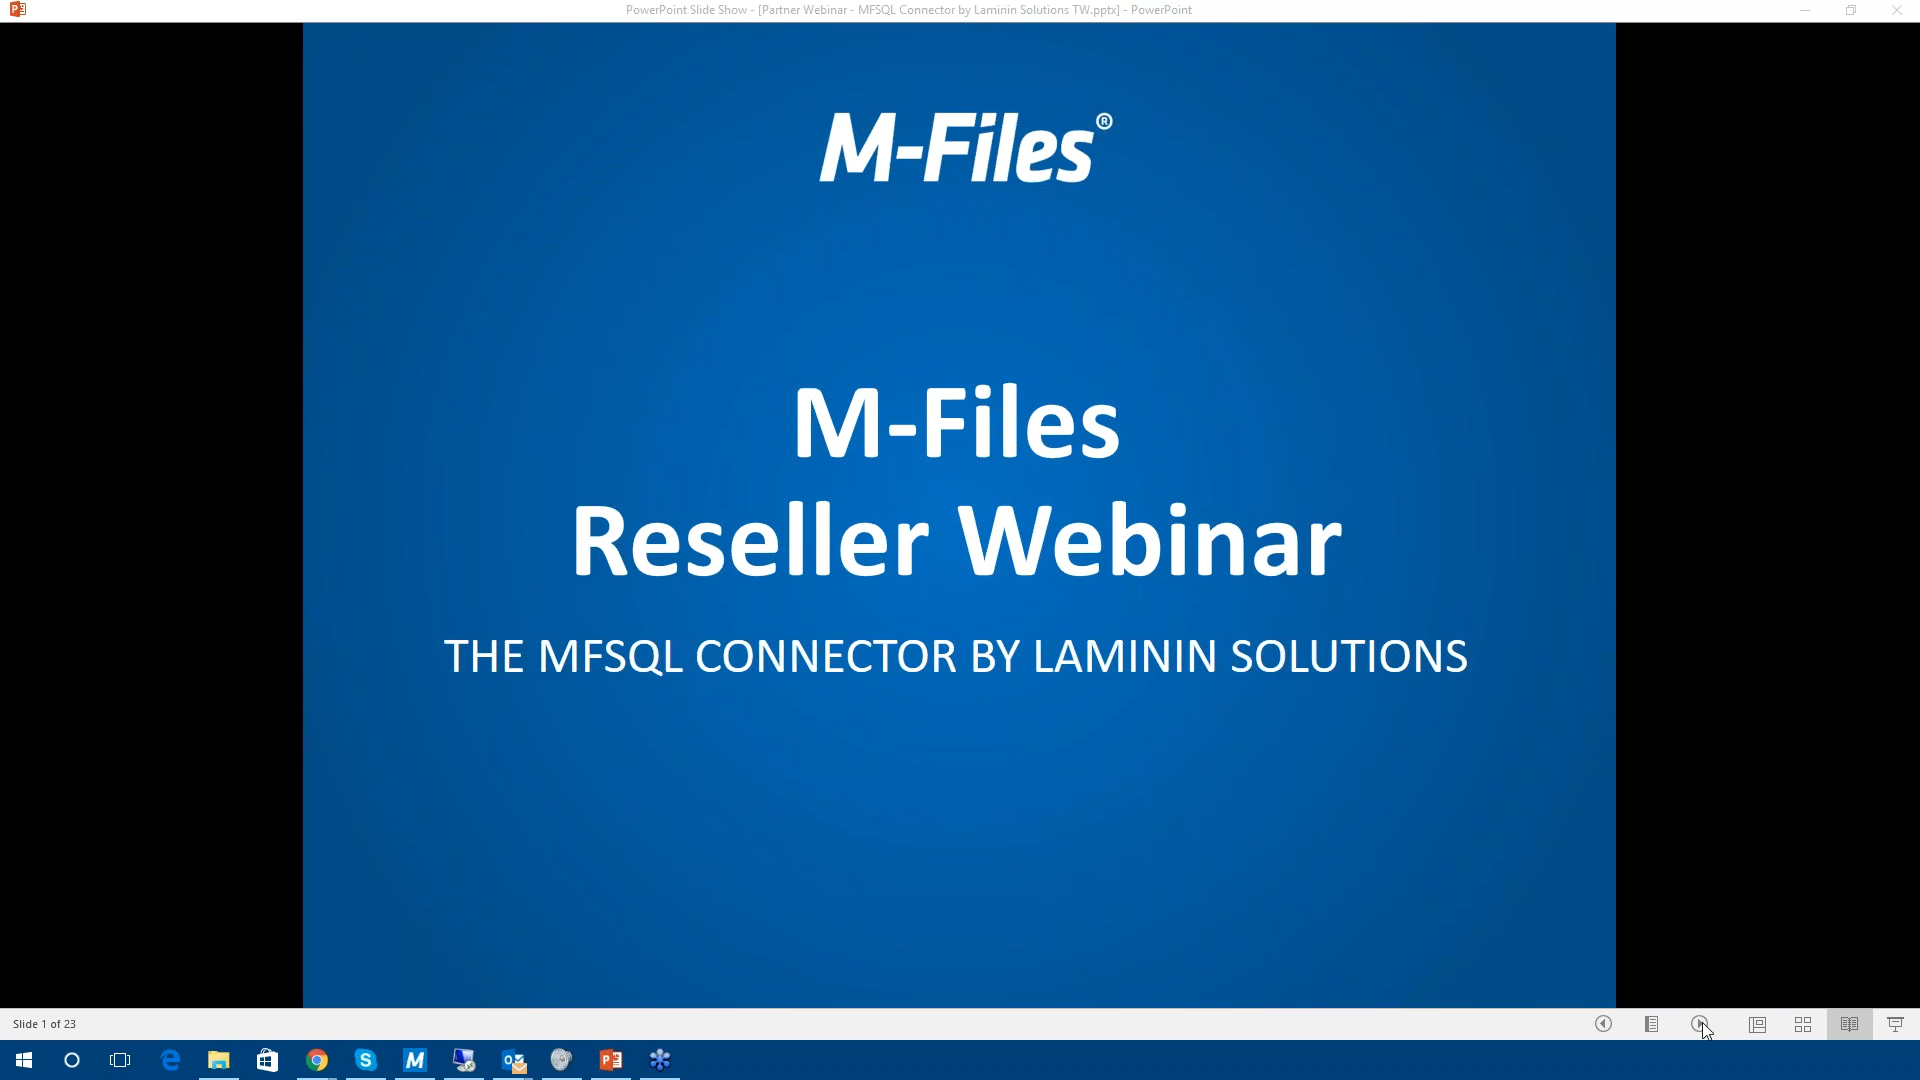 PowerPoint Slide Show - [Partner Webinar - MFSQL Connector by Laminin Solutions TW.pptx] - PowerPoint
M-Files®
M-Files
Reseller Webinar
THE MFSQL CONNECTOR BY LAMININ SOLUTIONS
Slide 1 of 23